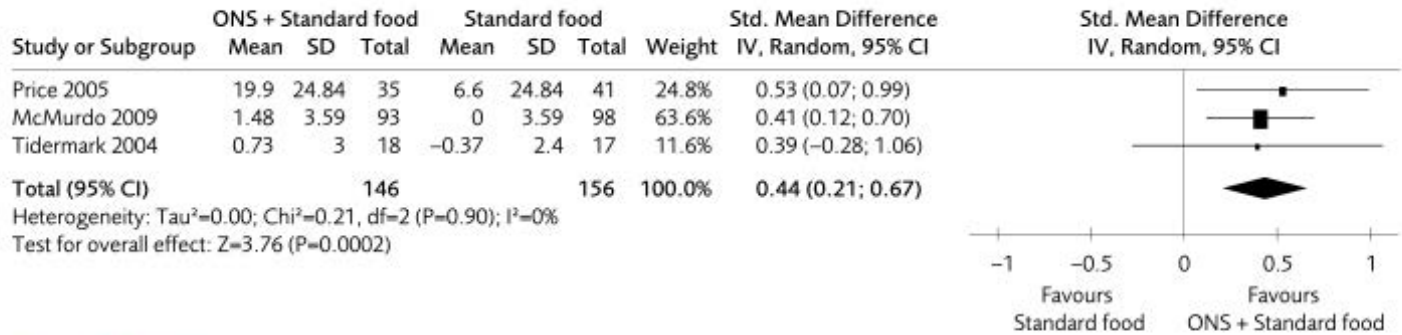 ONS + Standard food Standard food Std. Mean Difference Std. Mean Difference
Study or Subgroup Mean SD Total Mean SD Total Weight IV, Random, 95% CI IV, Random, 95% CI
Price 2005 19.9 24.84 35 6.6 24.84 41 24.8% 0.53 (0.07; 0.99)
McMurdo 2009 1.48 3.59 93 0 3.59 98 63.6% 0.41 (0.12; 0.70)
Tidermark 2004 0.73 3 18 −0.37 2.4 17 11.6% 0.39 (−0.28; 1.06)
Total (95% CI) 146 156 100.0% 0.44 (0.21; 0.67)
Heterogeneity: Tau²=0.00; Chi²=0.21, df=2 (P=0.90); I²=0%
Test for overall effect: Z=3.76 (P=0.0002)
−1 −0.5 0 0.5 1
Favours Favours
Standard food ONS + Standard food